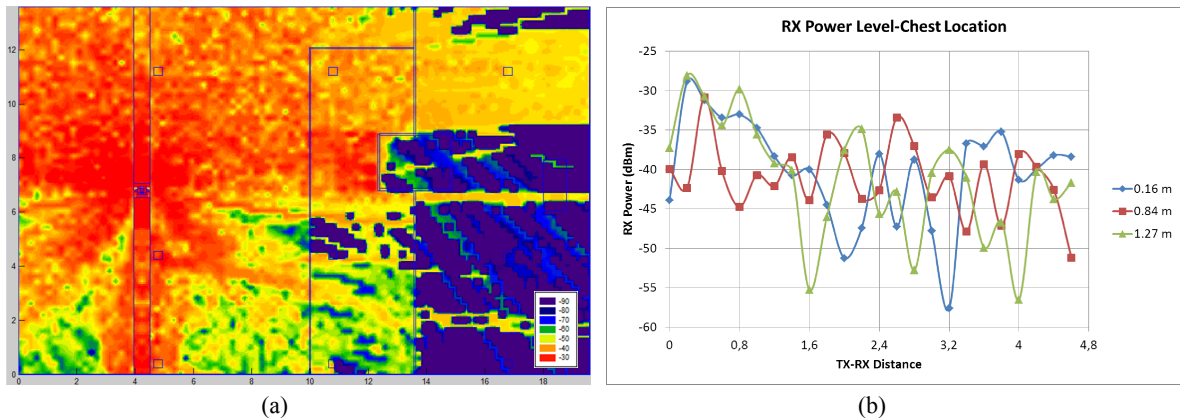 12
10
8
6
4
2
0
0 2 4 6 8 10 12 14 16 18
-90
-80
-70
-60
-50
-40
-30
(a)
RX Power Level-Chest Location
RX Power (dBm)
-25
-30
-35
-40
-45
-50
-55
-60
0 0,8 1,6 2,4 3,2 4 4,8
TX-RX Distance
0.16 m
0.84 m
1.27 m
(b)